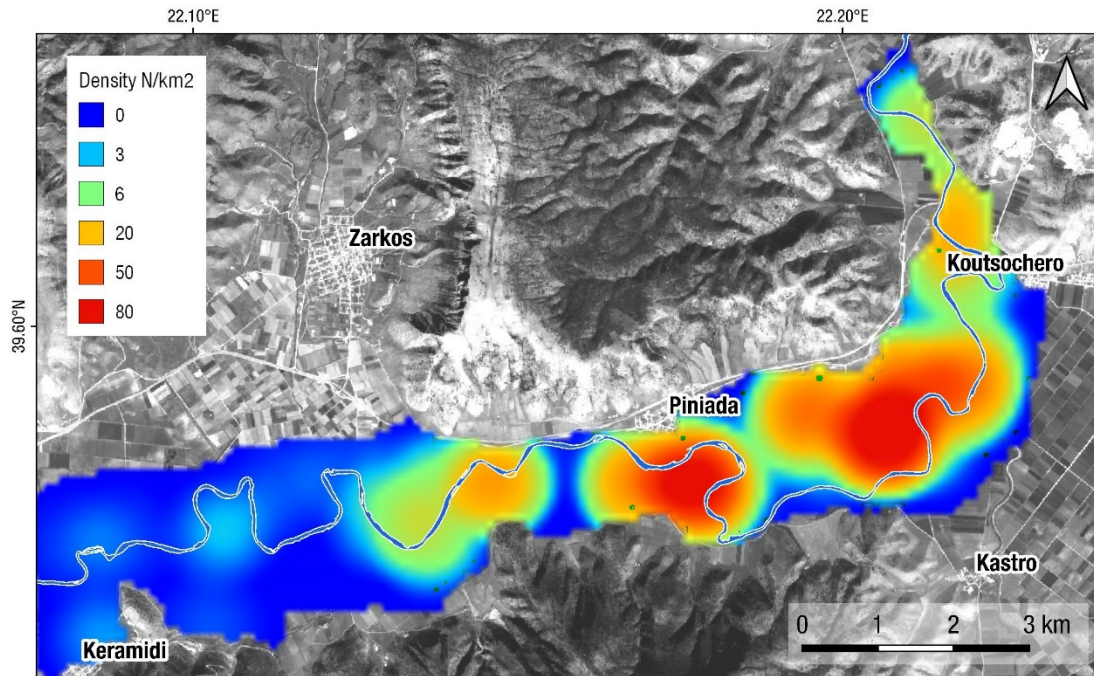 22.10°E
22.20°E
Density N/km2
0
3
6
20
50
80
39.60°N
Zarkos
Koutsochero
Piniada
Kastro
Keramidi
0 1 2 3 km